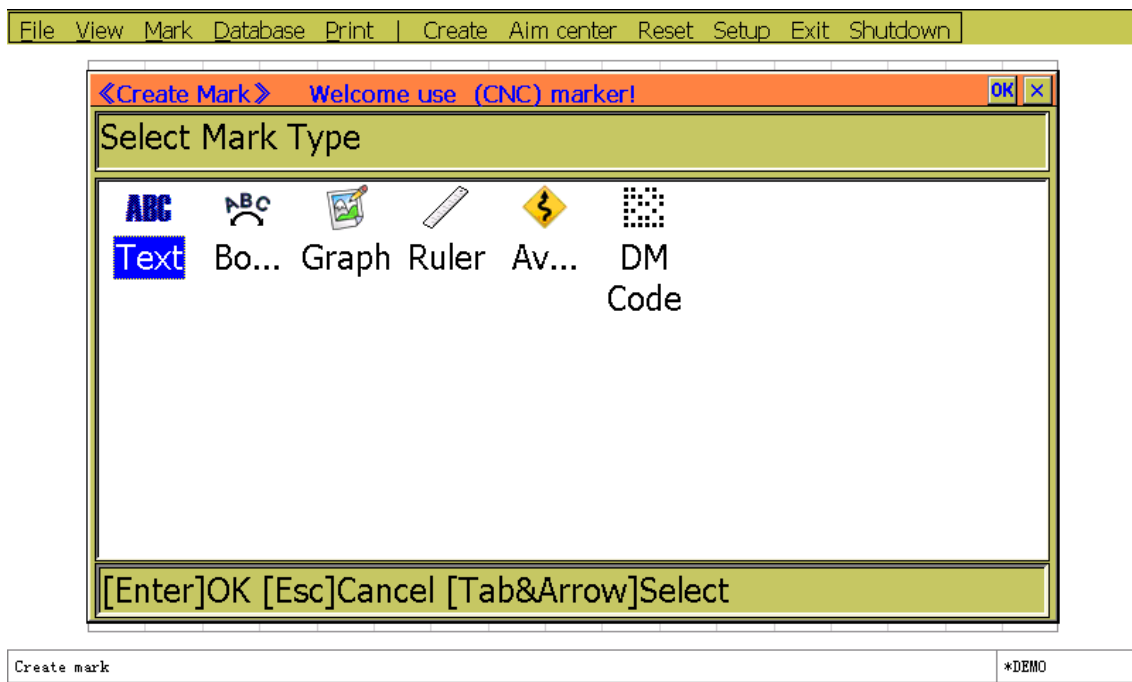 File View Mark Database Print | Create Aim center Reset Setup Exit Shutdown
《Create Mark》 Welcome use (CNC) marker! OK ×
Select Mark Type
ABC ABC
Text Bo... Graph Ruler Av... DM Code
[Enter]OK [Esc]Cancel [Tab&Arrow]Select
Create mark *DEMO